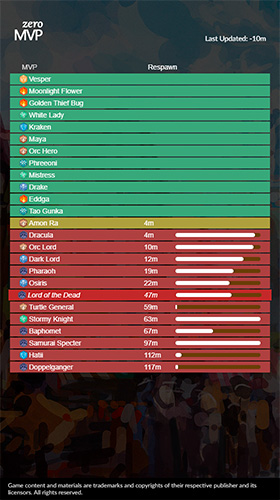 zero
MVP
Last Updated: -10m
MVP Respawn
Vesper
Moonlight Flower
Golden Thief Bug
White Lady
Kraken
Maya
Orc Hero
Phreeoni
Mistress
Drake
Eddga
Tao Gunka
Amon Ra 4m
Dracula 4m
Orc Lord 10m
Dark Lord 12m
Pharaoh 19m
Osiris 22m
Lord of the Dead 47m
Turtle General 59m
Stormy Knight 63m
Baphomet 67m
Samurai Specter 97m
Hatii 112m
Doppelganger 117m
Game content and materials are trademarks and copyrights of their respective publisher and its
licensors. All rights reserved.